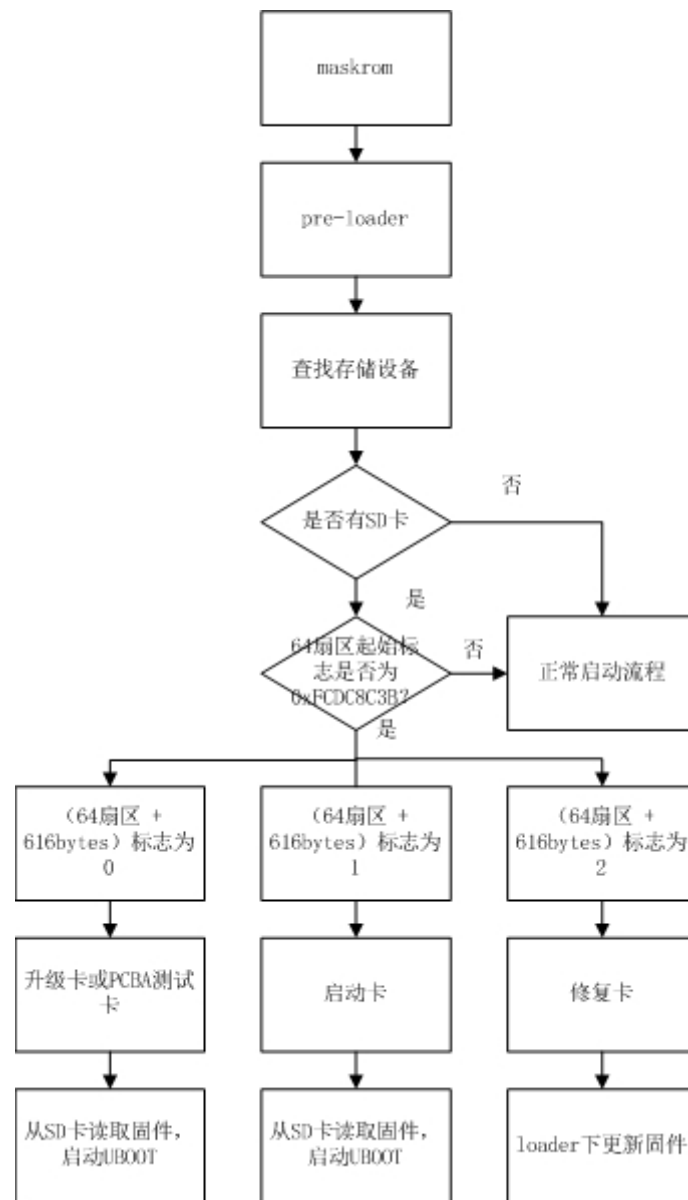 maskrom
pre-loader
查找存储设备
是否有SD卡
否
是
64扇区起始标
志是否为
0xFCDC8C3B?
否
正常启动流程
是
（64扇区 +
616bytes）标志为
0
（64扇区 +
616bytes）标志为
1
（64扇区 +
616bytes）标志为
2
升级卡或PCBA测试
卡
启动卡
修复卡
从SD卡读取固件，
启动UBOOT
从SD卡读取固件，
启动UBOOT
loader下更新固件